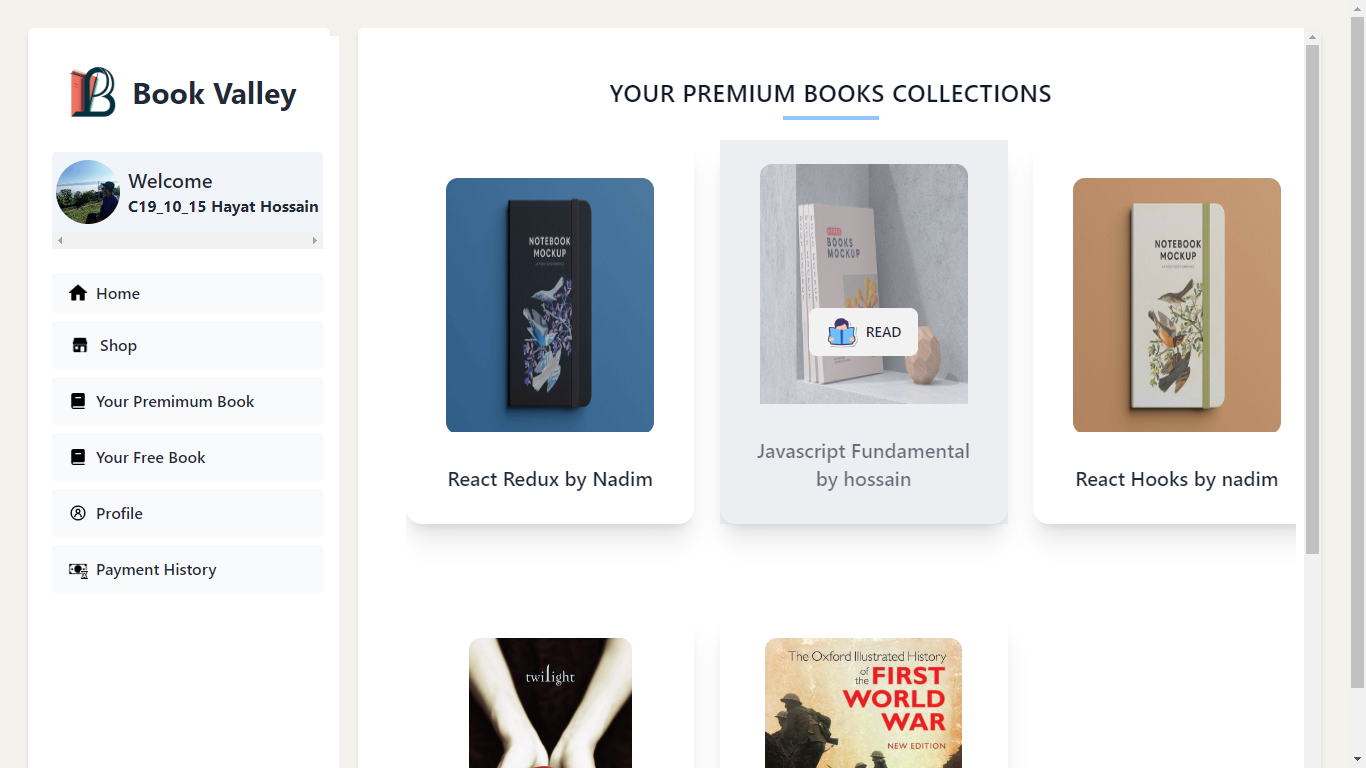 Book Valley
Welcome
C19_10_15 Hayat Hossain
Home
Shop
Your Premimum Book
Your Free Book
Profile
Payment History
YOUR PREMIUM BOOKS COLLECTIONS
NOTEBOOK
MOCKUP
React Redux by Nadim
BOOKS
MOCKUP
READ
Javascript Fundamental
by hossain
NOTEBOOK
MOCKUP
React Hooks by nadim
twilight
The Oxford Illustrated History
of
the FIRST
WORLD
WAR
NEW EDITION